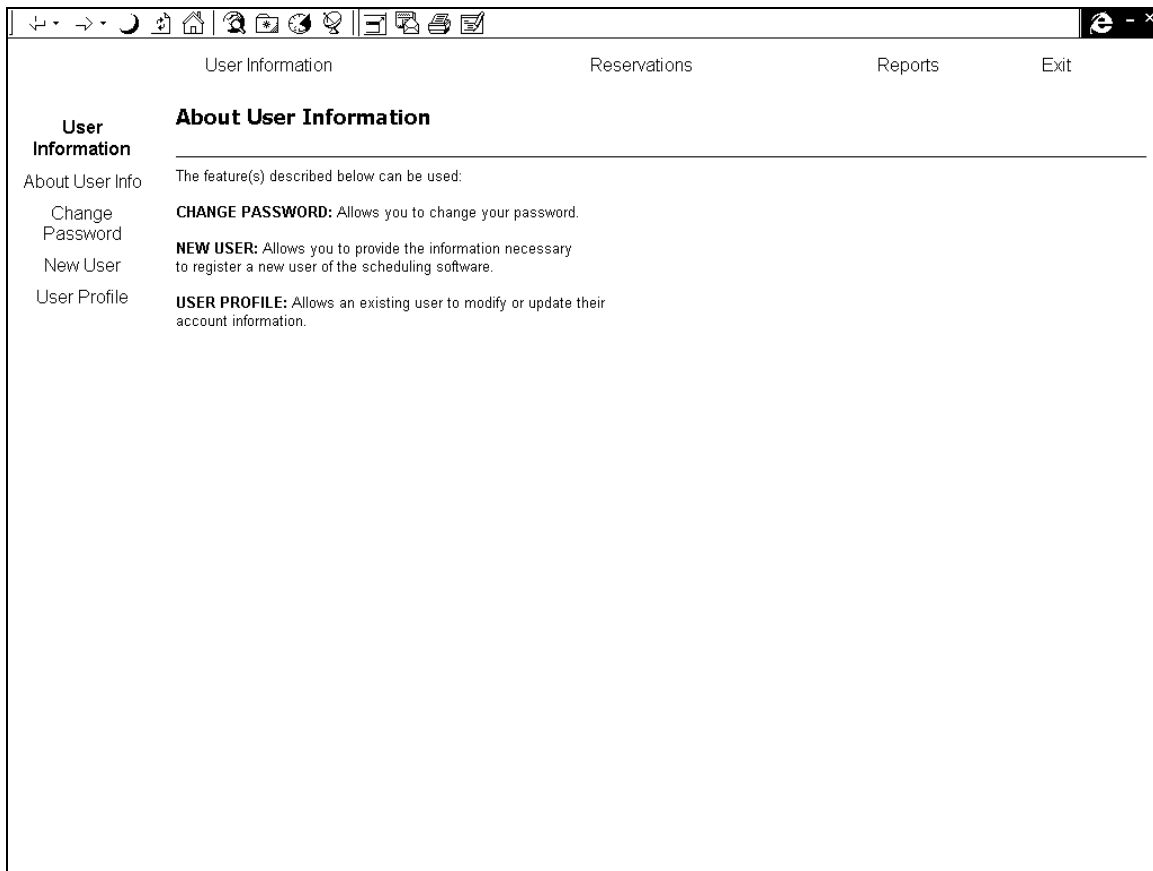 User Information Reservations Reports Exit
User
Information
About User Info
Change
Password
New User
User Profile
About User Information
The feature(s) described below can be used:
CHANGE PASSWORD: Allows you to change your password.
NEW USER: Allows you to provide the information necessary
to register a new user of the scheduling software.
USER PROFILE: Allows an existing user to modify or update their
account information.